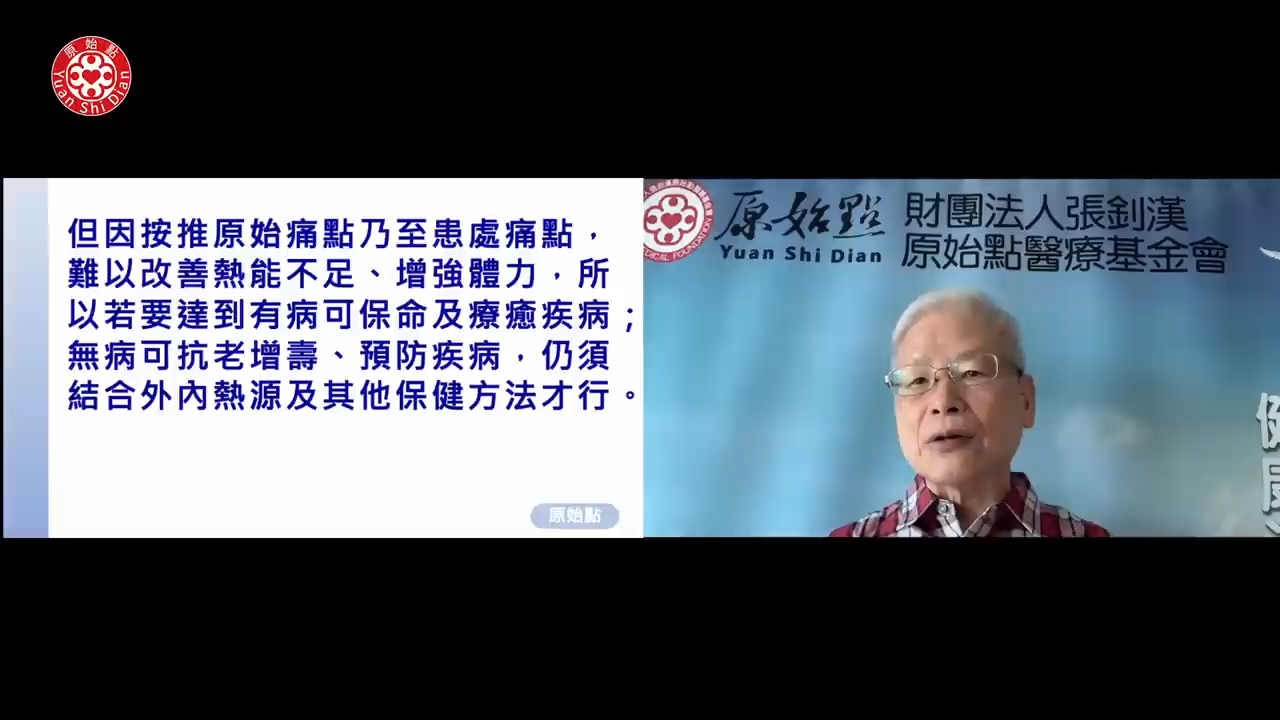 原始點
Yuan Shi Dian
但因按推原始痛點乃至患處痛點，
難以改善熱能不足、增強體力，所
以若要達到有病可保命及療癒疾病；
無病可抗老增壽、預防疾病，仍須
結合外內熱源及其他保健方法才行。
原始點
原始點
Yuan Shi Dian
財團法人張釗漢
原始點醫療基金會